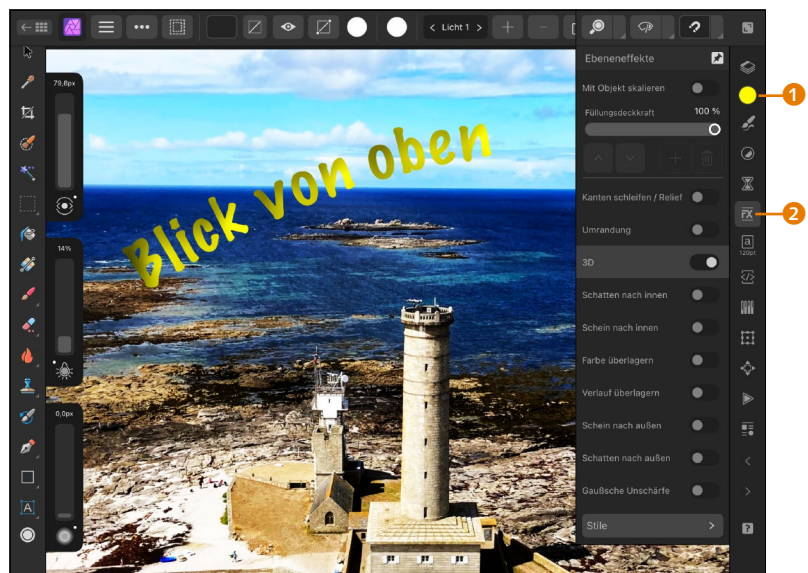 < Licht 1 >
79,8px
14%
0,0px
Blick von oben
Ebeneneffekte
Mit Objekt skalieren
Füllungsdeckkraft 100 %
Kanten schleifen / Relief
Umrandung
3D
Schatten nach innen
Schein nach innen
Farbe überlagern
Verlauf überlagern
Schein nach außen
Schatten nach außen
Gaußsche Unschärfe
Stile >
1
FX
2
a
120pt
A
?